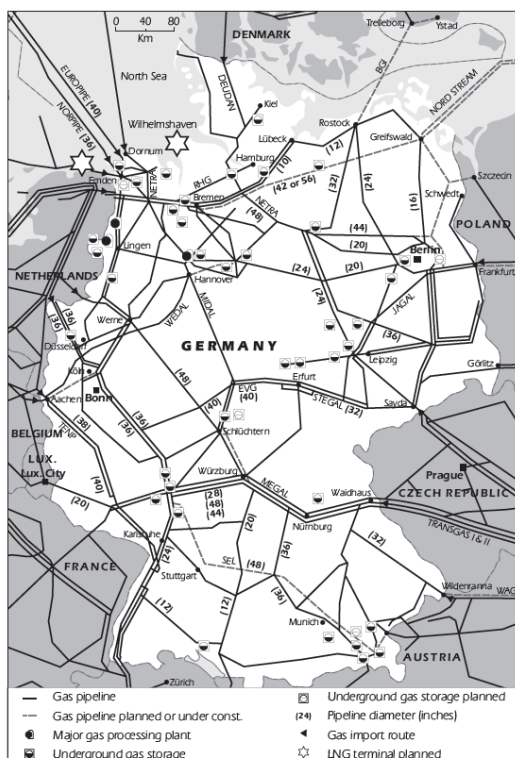 0 40 80
Km
DENMARK
Trelleborg
Ystad
North Sea
EUROPIPE (40)
NORPIPE (36)
DEUDAN
BGI
NORD STREAM
Kiel
Wilhelmshaven
Dornum
Rostock
Greifswald
Lübeck
(12)
(10)
Hamburg
Emden
NETRA
RHG
(42 or 56)
(32)
(24)
Szczecin
Schwedt
Bremen
NETRA
(48)
(16)
POLAND
(44)
(20)
Berlin
Lingen
NETHERLANDS
Hannover
(24)
(20)
Frankfurt
JAGAL
(24)
(36)
(36)
Werne
WEDAL
MIDAL
(36)
Düsseldorf
GERMANY
Leipzig
Köln
(48)
Erfurt
Görlitz
Aachen
Bonn
EVG
(40)
STEGAL (32)
Sayda
(40)
BELGIUM
TENS
(38)
(36)
(36)
Schlüchtern
LUX.
Lux. City
Würzburg
Prague
(40)
MEGAL
Waidhaus
CZECH REPUBLIC
(20)
(28)
(48)
(44)
(20)
Nürnburg
TRANSGAS I & II
Karlsruhe
(36)
(32)
FRANCE
(24)
SEL
(48)
Stuttgart
Wildenranna
WAG
(12)
(12)
(36)
Munich
AUSTRIA
Zürich
Gas pipeline
Gas pipeline planned or under const.
Major gas processing plant
Underground gas storage
Underground gas storage planned
(24) Pipeline diameter (inches)
Gas import route
LNG terminal planned